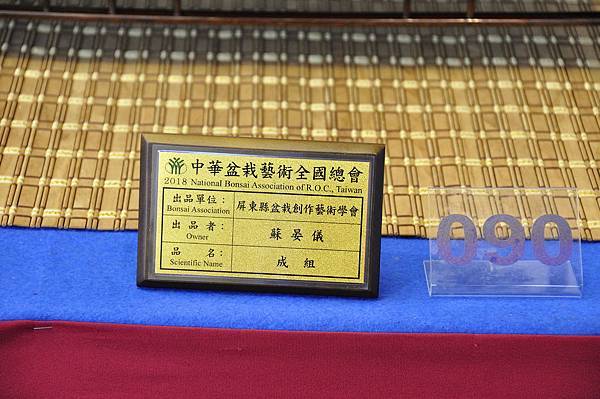 中華盆栽藝術全國總會
2018 National Bonsai Association of R.O.C., Taiwan
出品單位： 屏東縣盆栽創作藝術學會
Bonsai Association
出品者： 蘇晏儀
Owner
品名： 成組
Scientific Name
090